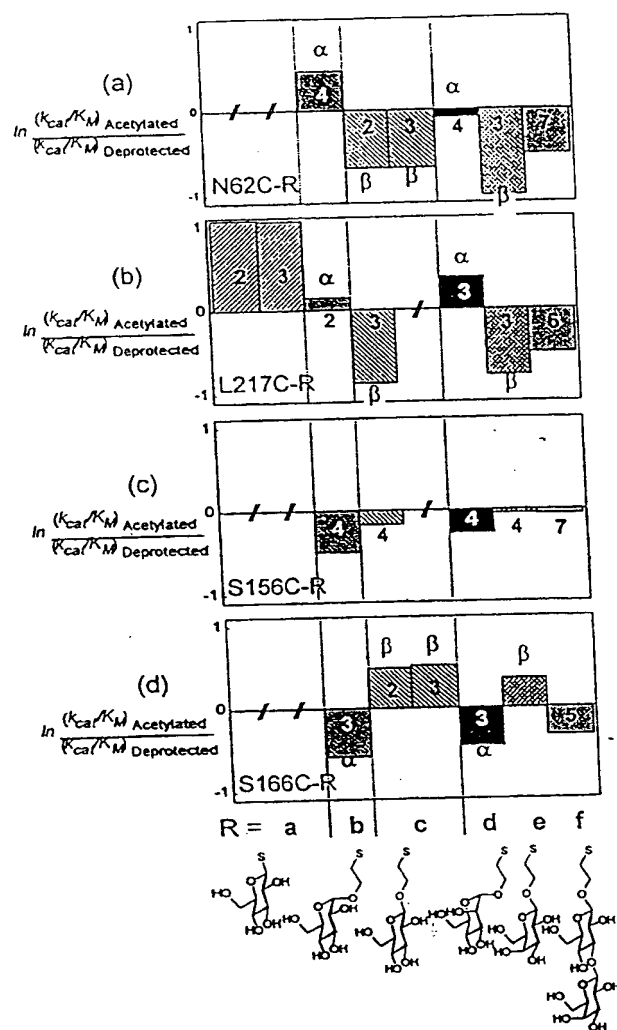 (a)
ln (kcat/KM) Acetylated
(kcat/KM) Deprotected
1
0
-1
α
4
2
3
β
β
α
4
3
β
7
N62C-R
(b)
ln (kcat/KM) Acetylated
(kcat/KM) Deprotected
1
0
-1
2
3
α
2
3
β
α
3
3
β
6
L217C-R
(c)
ln (kcat/KM) Acetylated
(kcat/KM) Deprotected
1
0
-1
4
4
4
4
7
S156C-R
(d)
ln (kcat/KM) Acetylated
(kcat/KM) Deprotected
1
0
-1
3
α
β
β
2
3
3
α
β
5
S166C-R
R = a b c d e f